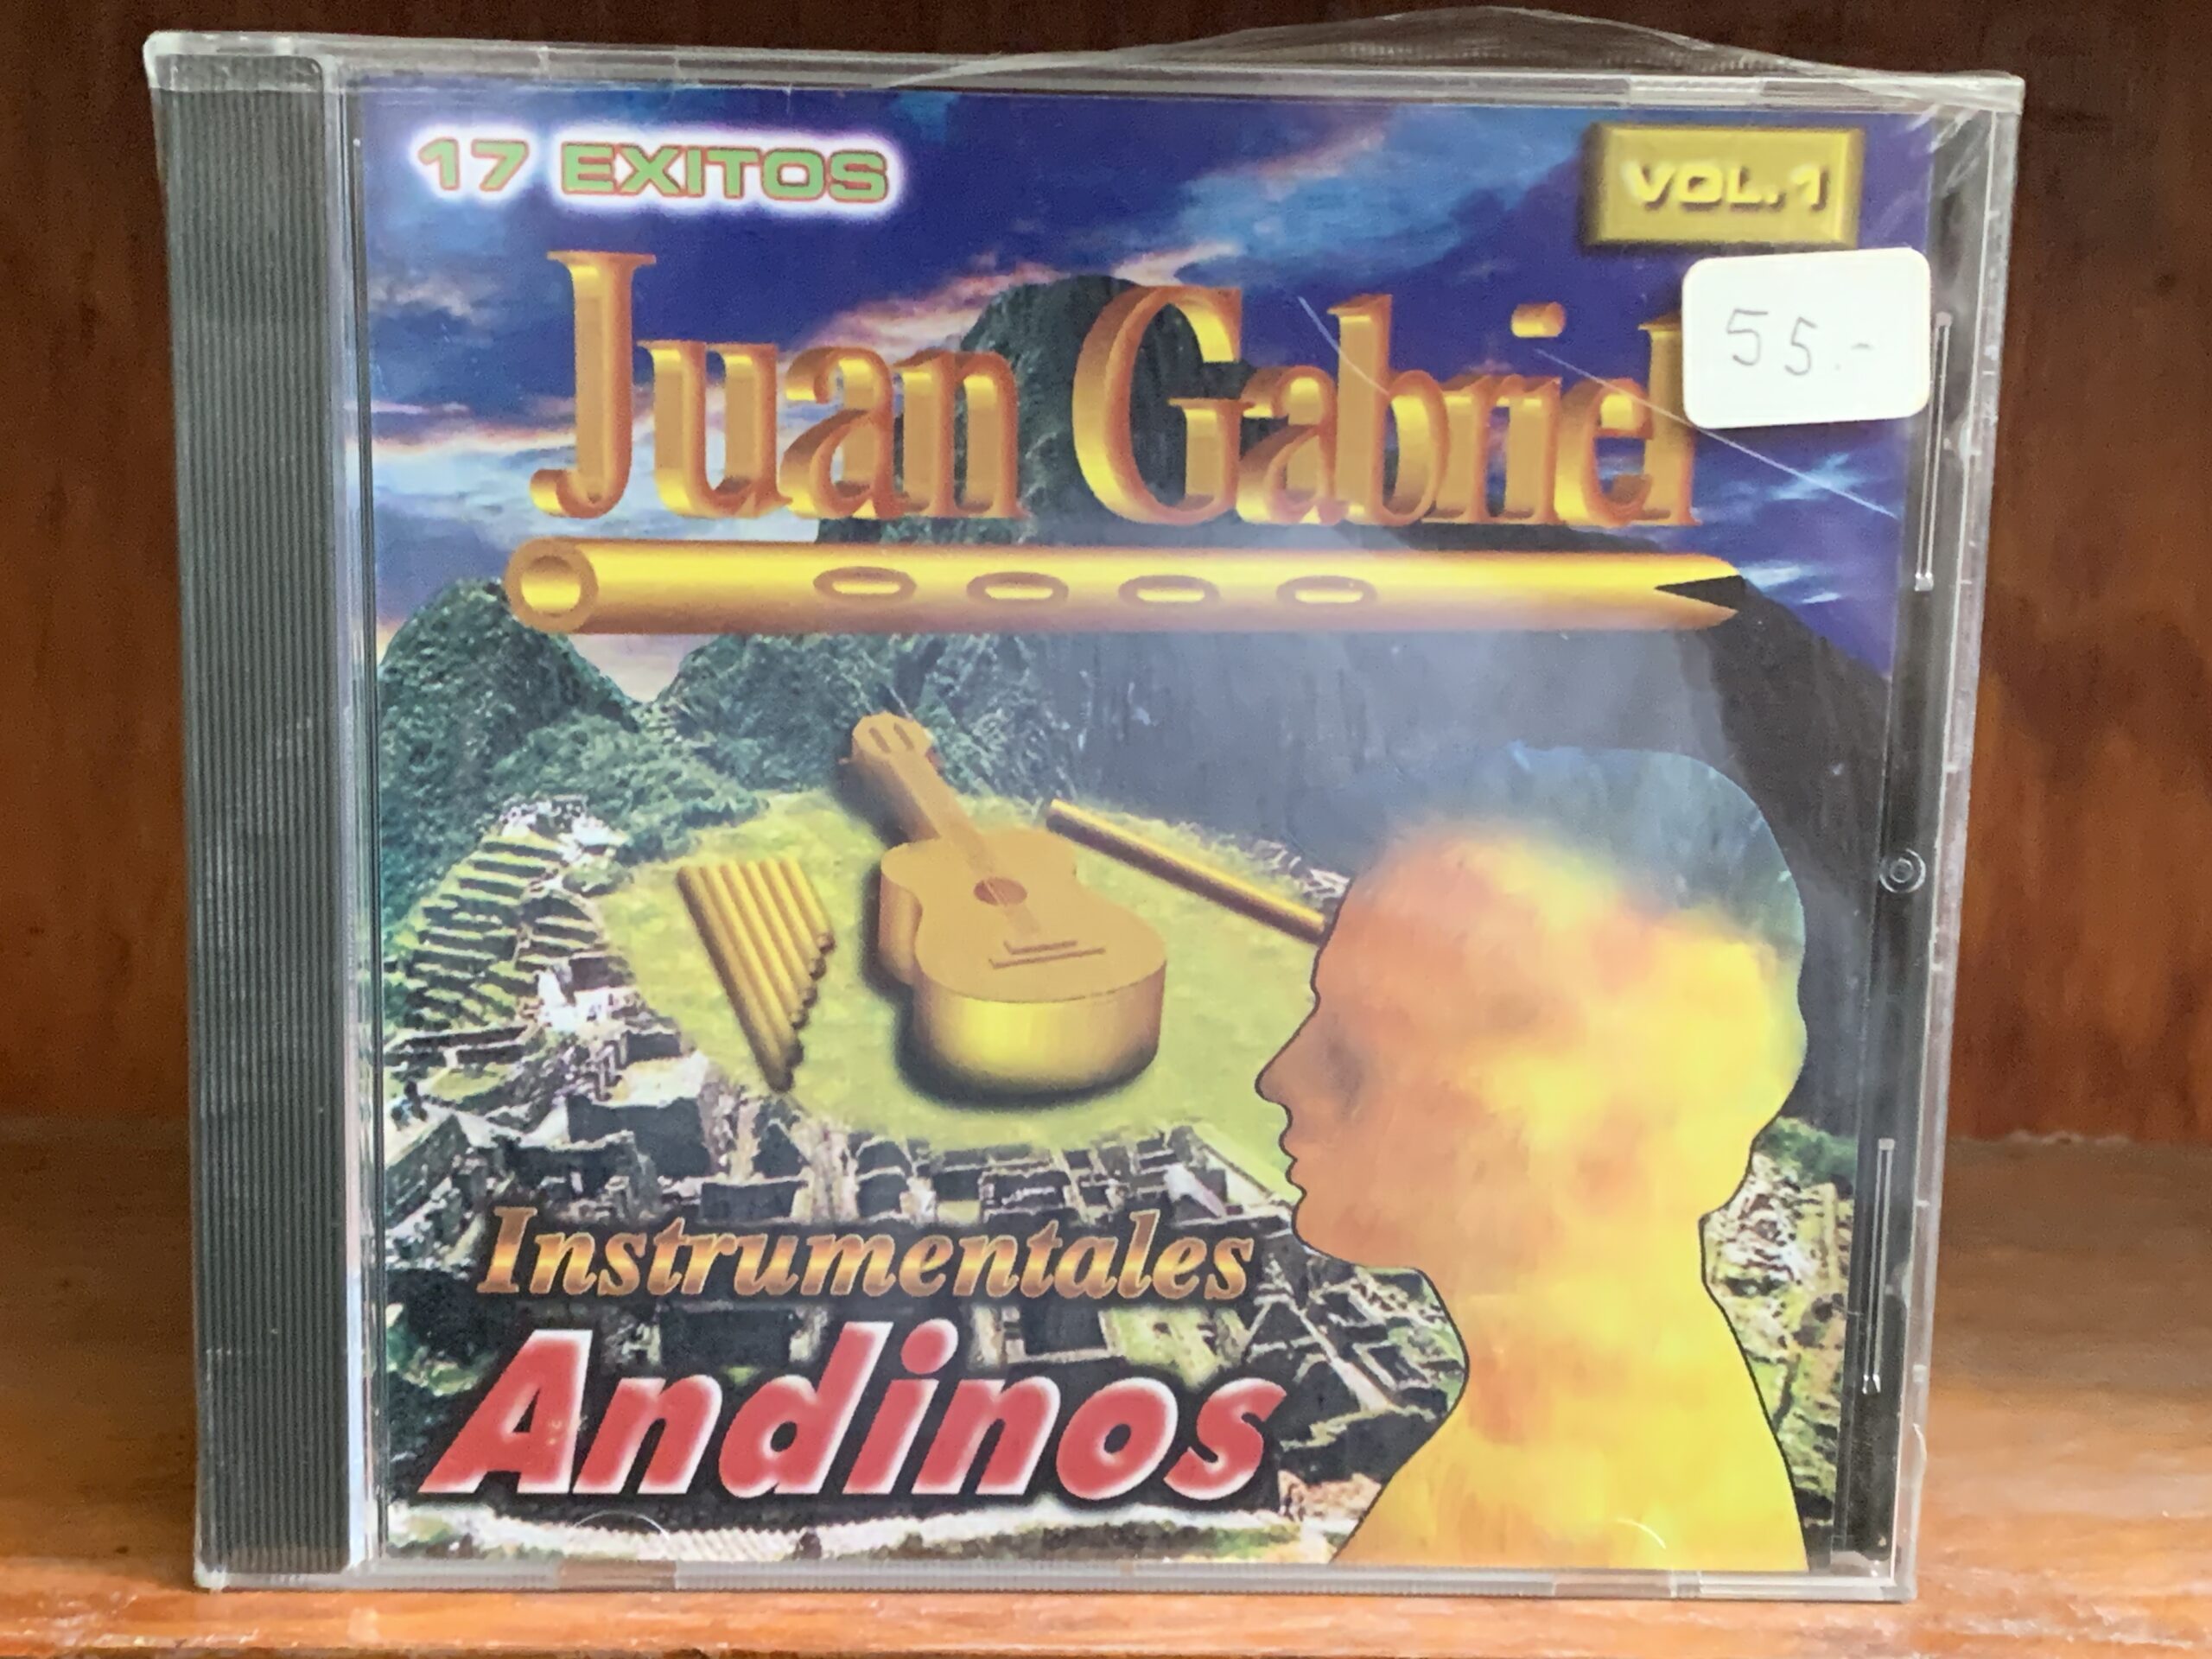 17 EXITOS
VOL.1
Juan Gabriel
55.-
Instrumentales
Andinos